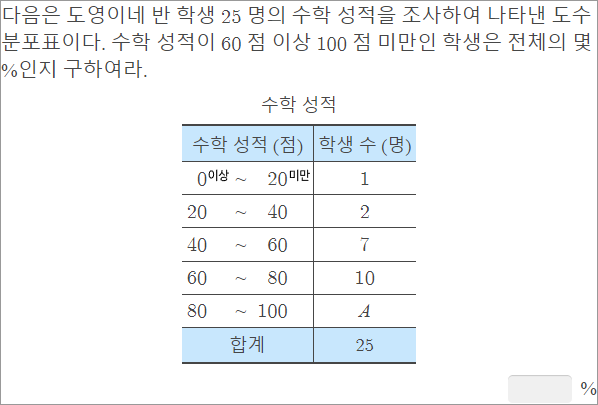 다음은 도영이네 반 학생 25 명의 수학 성적을 조사하여 나타낸 도수
분포표이다. 수학 성적이 60 점 이상 100 점 미만인 학생은 전체의 몇
%인지 구하여라.
수학 성적
수학 성적 (점) 학생 수 (명)
0이상 ~ 20미만 1
20 ~ 40 2
40 ~ 60 7
60 ~ 80 10
80 ~ 100 A
합계 25
%